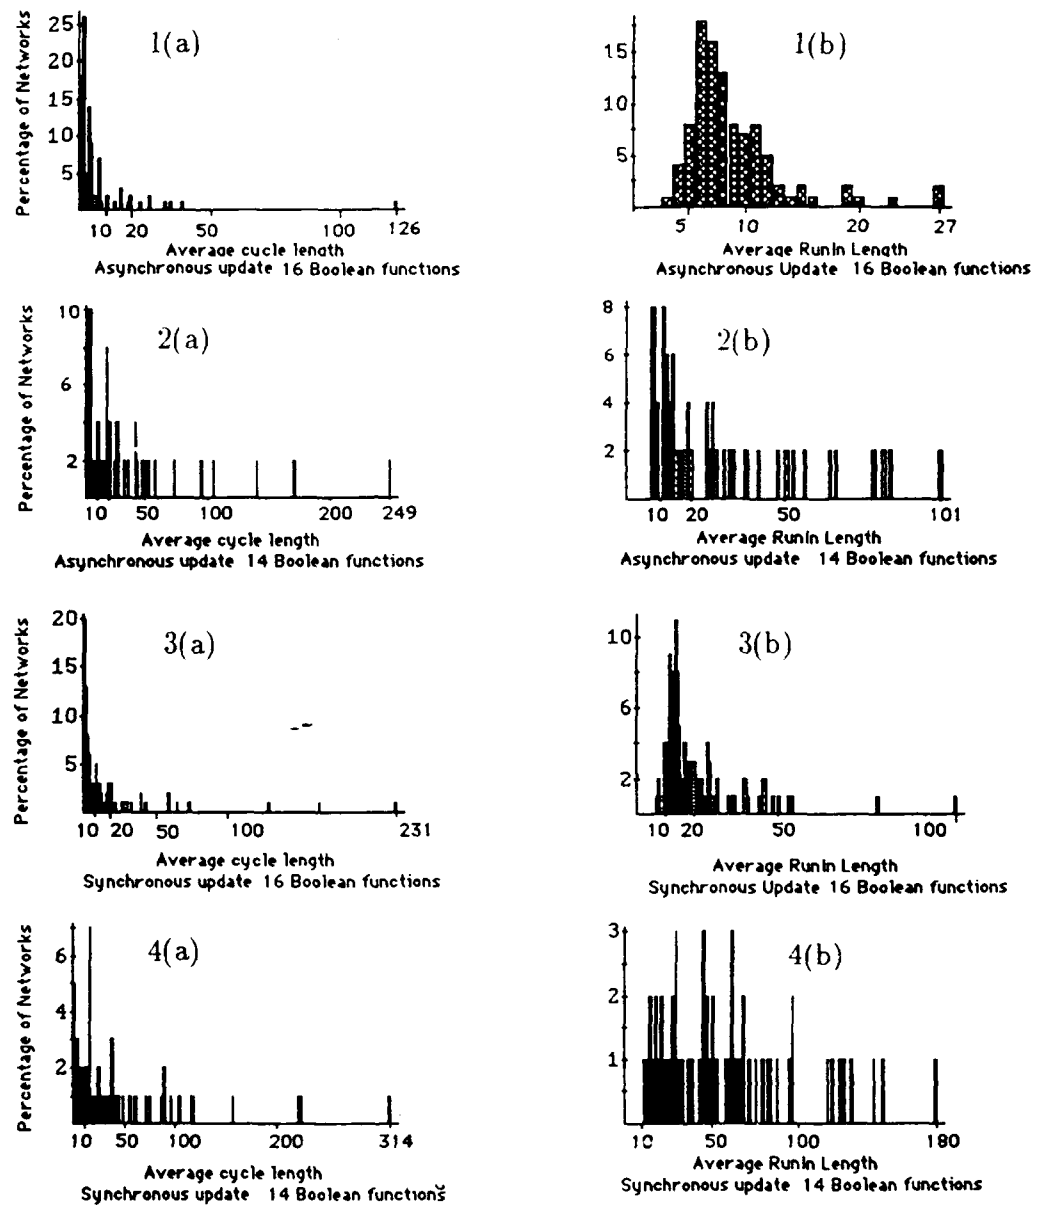 Percentage of Networks
25
20
15
10
5
1(a)
10 20 50 100 126
Average cycle length
Asynchronous update 16 Boolean functions
15
10
5
1(b)
5 10 20 27
Average RunIn Length
Asynchronous Update 16 Boolean functions
Percentage of Networks
10
6
2
2(a)
10 50 100 200 249
Average cycle length
Asynchronous update 14 Boolean functions
8
6
4
2
2(b)
10 20 50 101
Average RunIn Length
Asynchronous update 14 Boolean functions
Percentage of Networks
20
15
10
5
3(a)
10 20 50 100 231
Average cycle length
Synchronous update 16 Boolean functions
10
6
2
3(b)
10 20 50 100
Average RunIn Length
Synchronous Update 16 Boolean functions
Percentage of Networks
6
4
2
4(a)
10 50 100 200 314
Average cycle length
Synchronous update 14 Boolean functions
3
2
1
4(b)
10 50 100 180
Average RunIn Length
Synchronous update 14 Boolean functions